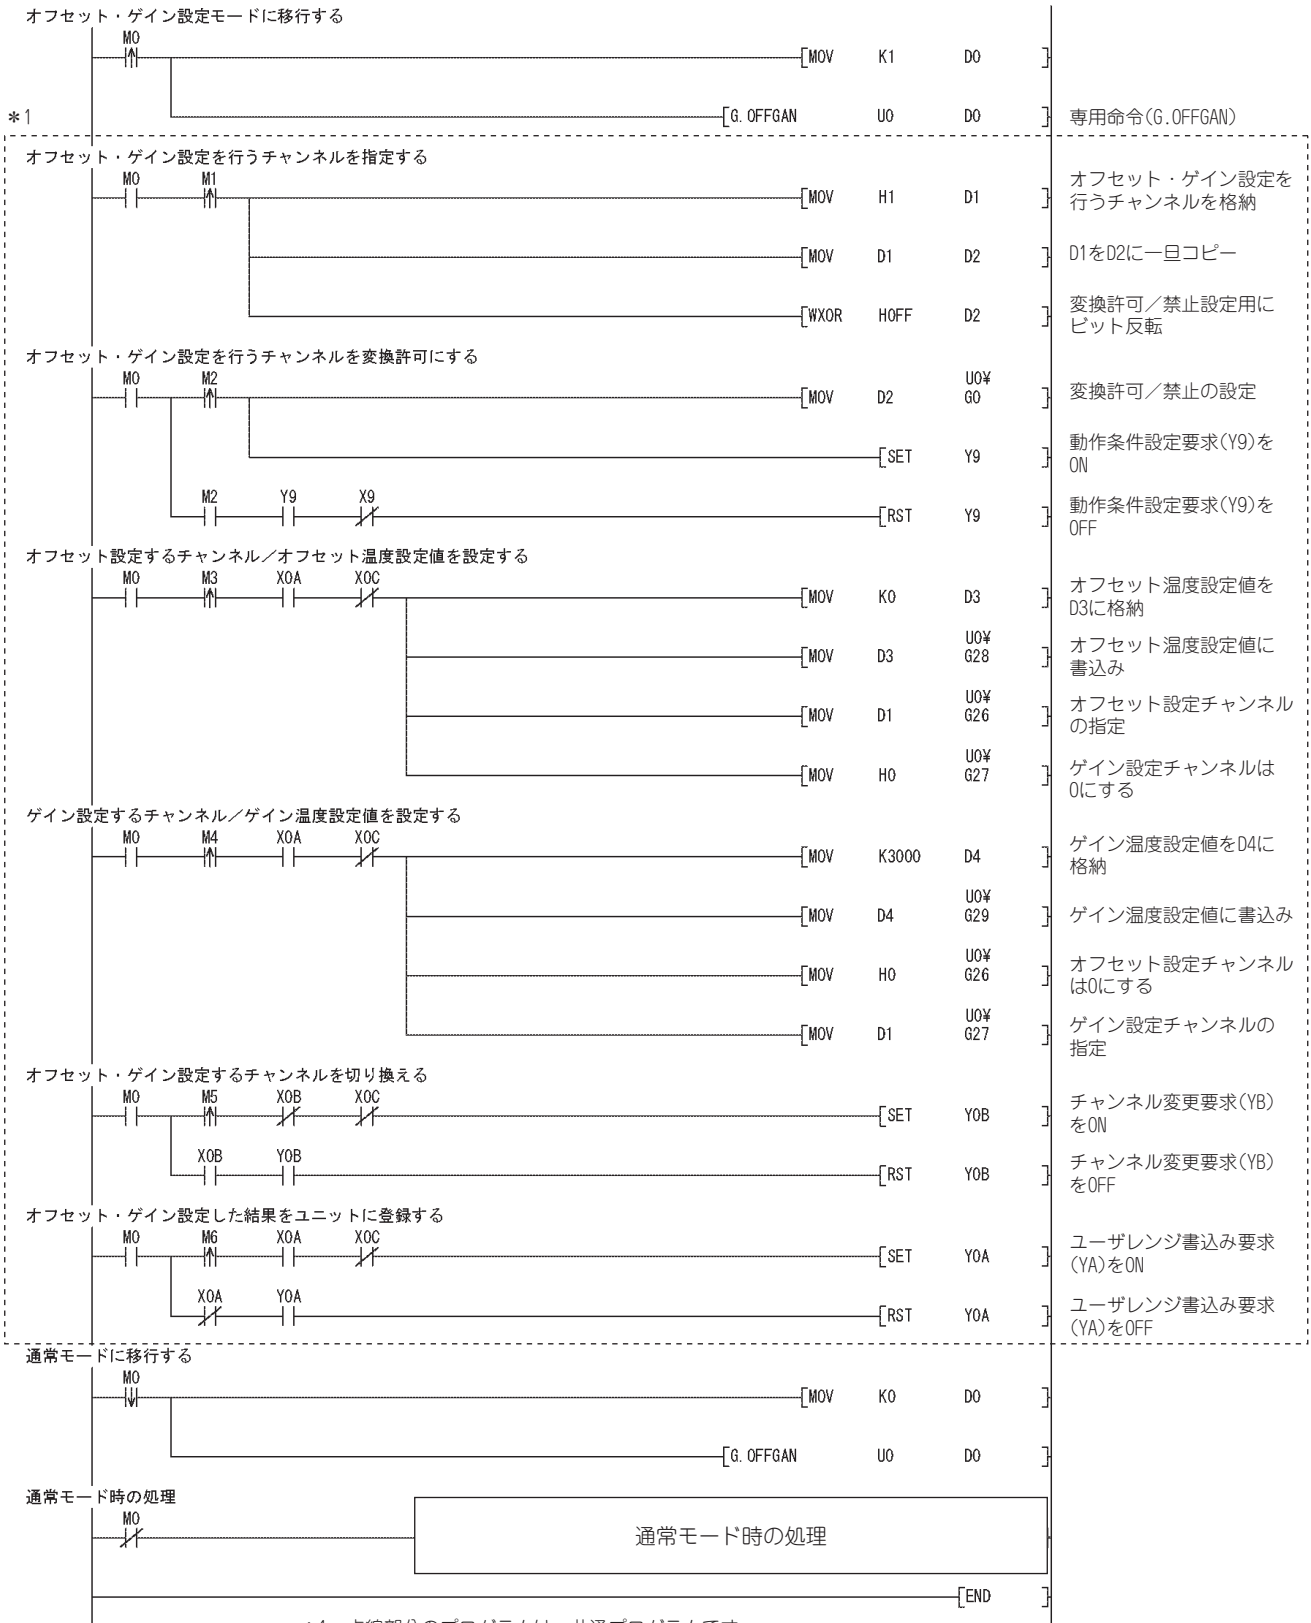 オフセット・ゲイン設定モードに移行する
M0
MOV K1 D0
*1
G.OFFGAN U0 D0 専用命令(G.OFFGAN)
オフセット・ゲイン設定を行うチャンネルを指定する
M0 M1
MOV H1 D1
オフセット・ゲイン設定を
行うチャンネルを格納
MOV D1 D2 D1をD2に一旦コピー
WXOR H0FF D2
変換許可／禁止設定用に
ビット反転
オフセット・ゲイン設定を行うチャンネルを変換許可にする
M0 M2 U0¥
MOV D2 G0 変換許可／禁止の設定
SET Y9
動作条件設定要求(Y9)を
ON
M2 Y9 X9
RST Y9
動作条件設定要求(Y9)を
OFF
オフセット設定するチャンネル／オフセット温度設定値を設定する
M0 M3 X0A X0C
MOV K0 D3
オフセット温度設定値を
D3に格納
U0¥
MOV D3 G28
オフセット温度設定値に
書込み
U0¥
MOV D1 G26
オフセット設定チャンネル
の指定
U0¥
MOV H0 G27
ゲイン設定チャンネルは
0にする
ゲイン設定するチャンネル／ゲイン温度設定値を設定する
M0 M4 X0A X0C
MOV K3000 D4
ゲイン温度設定値をD4に
格納
U0¥
MOV D4 G29 ゲイン温度設定値に書込み
U0¥
MOV H0 G26
オフセット設定チャンネル
は0にする
U0¥
MOV D1 G27
ゲイン設定チャンネルの
指定
オフセット・ゲイン設定するチャンネルを切り換える
M0 M5 X0B X0C
SET Y0B
チャンネル変更要求(YB)
をON
X0B Y0B
RST Y0B
チャンネル変更要求(YB)
をOFF
オフセット・ゲイン設定した結果をユニットに登録する
M0 M6 X0A X0C
SET Y0A
ユーザレンジ書込み要求
(YA)をON
X0A Y0A
RST Y0A
ユーザレンジ書込み要求
(YA)をOFF
通常モードに移行する
M0
MOV K0 D0
G.OFFGAN U0 D0
通常モード時の処理
M0
通常モード時の処理
END